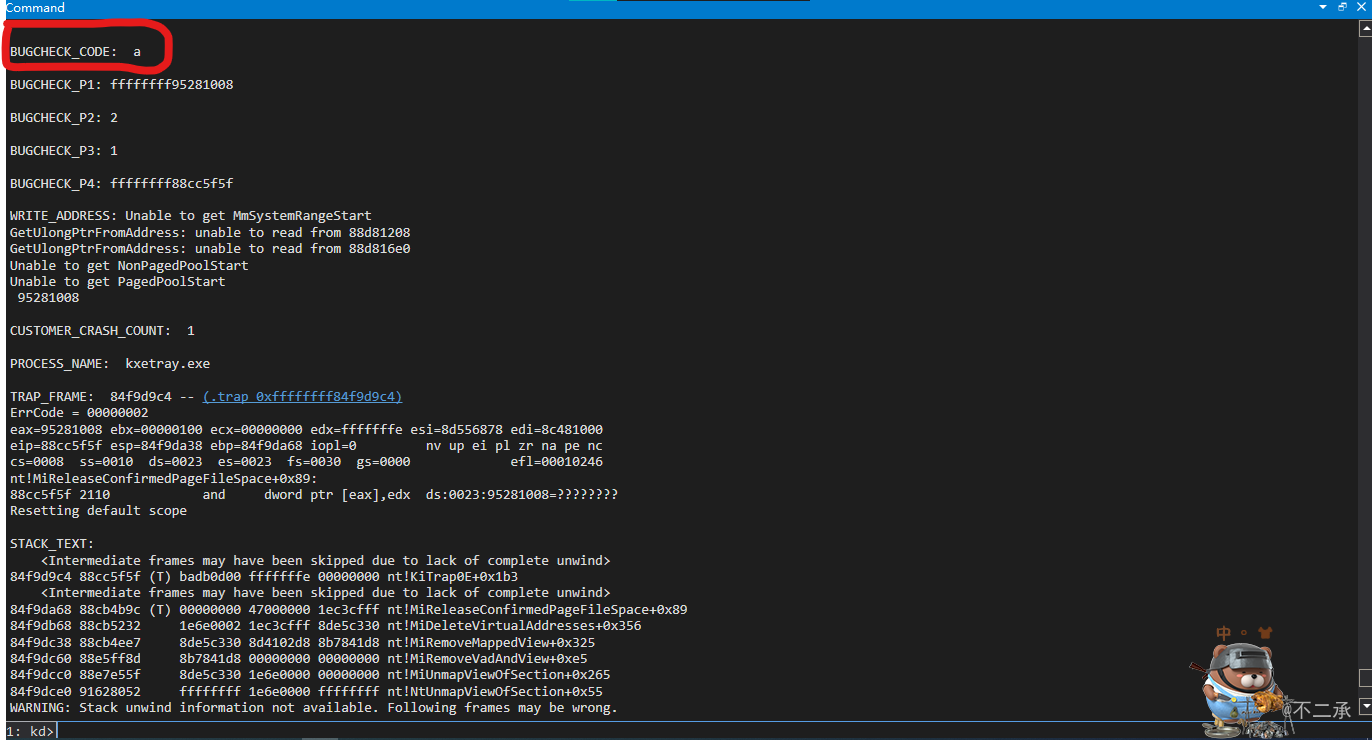 Command
BUGCHECK_CODE:  a
BUGCHECK_P1: ffffffff95281008
BUGCHECK_P2: 2
BUGCHECK_P3: 1
BUGCHECK_P4: ffffffff88cc5f5f
WRITE_ADDRESS: Unable to get MmSystemRangeStart
GetUlongPtrFromAddress: unable to read from 88d81208
GetUlongPtrFromAddress: unable to read from 88d816e0
Unable to get NonPagedPoolStart
Unable to get PagedPoolStart
 95281008
CUSTOMER_CRASH_COUNT:  1
PROCESS_NAME:  kxetray.exe
TRAP_FRAME:  84f9d9c4 -- (.trap 0xffffffff84f9d9c4)
ErrCode = 00000002
eax=95281008 ebx=00000100 ecx=00000000 edx=fffffffe esi=8d556878 edi=8c481000
eip=88cc5f5f esp=84f9da38 ebp=84f9da68 iopl=0         nv up ei pl zr na pe nc
cs=0008  ss=0010  ds=0023  es=0023  fs=0030  gs=0000             efl=00010246
nt!MiReleaseConfirmedPageFileSpace+0x89:
88cc5f5f 2110            and     dword ptr [eax],edx  ds:0023:95281008=????????
Resetting default scope
STACK_TEXT:
    <Intermediate frames may have been skipped due to lack of complete unwind>
84f9d9c4 88cc5f5f (T) badb0d00 fffffffe 00000000 nt!KiTrap0E+0x1b3
    <Intermediate frames may have been skipped due to lack of complete unwind>
84f9da68 88cb4b9c (T) 00000000 47000000 1ec3cfff nt!MiReleaseConfirmedPageFileSpace+0x89
84f9db68 88cb5232     1e6e0002 1ec3cfff 8de5c330 nt!MiDeleteVirtualAddresses+0x356
84f9dc38 88cb4ee7     8de5c330 8d4102d8 8b7841d8 nt!MiRemoveMappedView+0x325
84f9dc60 88e5ff8d     8b7841d8 00000000 00000000 nt!MiRemoveVadAndView+0xe5
84f9dcc0 88e7e55f     8de5c330 1e6e0000 00000000 nt!MiUnmapViewOfSection+0x265
84f9dce0 91628052     ffffffff 1e6e0000 ffffffff nt!NtUnmapViewOfSection+0x55
WARNING: Stack unwind information not available. Following frames may be wrong.
1: kd>
中
@不二承